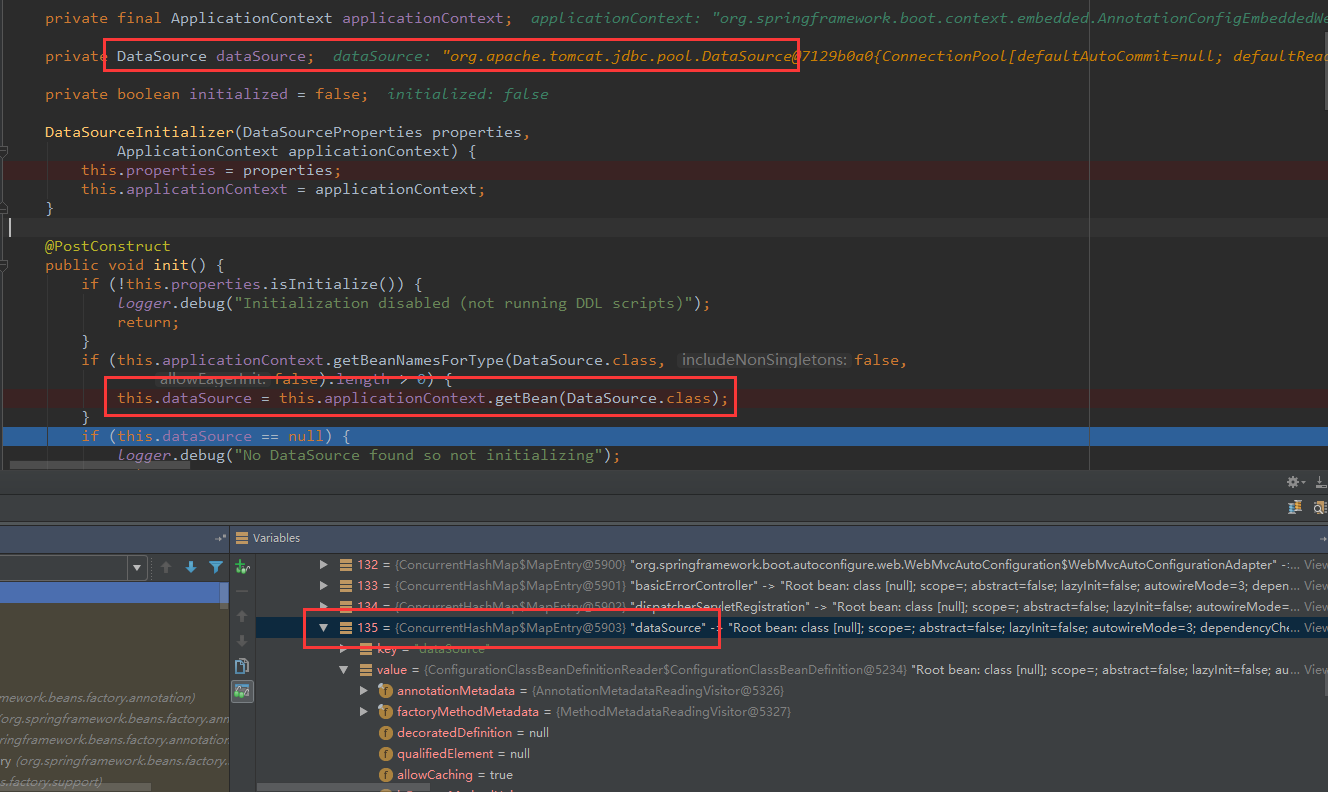 private final ApplicationContext applicationContext;  applicationContext: "org.springframework.boot.context.embedded.AnnotationConfigEmbeddedWe
private DataSource dataSource;  dataSource: "org.apache.tomcat.jdbc.pool.DataSource@7129b0a0{ConnectionPool[defaultAutoCommit=null; defaultRead
private boolean initialized = false;  initialized: false
DataSourceInitializer(DataSourceProperties properties,
ApplicationContext applicationContext) {
this.properties = properties;
this.applicationContext = applicationContext;
}
@PostConstruct
public void init() {
if (!this.properties.isInitialize()) {
logger.debug("Initialization disabled (not running DDL scripts)");
return;
}
if (this.applicationContext.getBeanNamesForType(DataSource.class, includeNonSingletons: false,
allowEagerInit: false).length > 0) {
this.dataSource = this.applicationContext.getBean(DataSource.class);
}
if (this.dataSource == null) {
logger.debug("No DataSource found so not initializing");
Variables
132 = {ConcurrentHashMap$MapEntry@5900} "org.springframework.boot.autoconfigure.web.WebMvcAutoConfiguration$WebMvcAutoConfigurationAdapter" -:... View
133 = {ConcurrentHashMap$MapEntry@5901} "basicErrorController" -> "Root bean: class [null]; scope=; abstract=false; lazyInit=false; autowireMode=3; depen... View
134 = {ConcurrentHashMap$MapEntry@5902} "dispatcherServletRegistration" -> "Root bean: class [null]; scope=; abstract=false; lazyInit=false; autowireMode=... View
135 = {ConcurrentHashMap$MapEntry@5903} "dataSource" -> "Root bean: class [null]; scope=; abstract=false; lazyInit=false; autowireMode=3; dependencyChe... View
key = "dataSource"
value = {ConfigurationClassBeanDefinitionReader$ConfigurationClassBeanDefinition@5234} "Root bean: class [null]; scope=; abstract=false; lazyInit=false; au... View
annotationMetadata = {AnnotationMetadataReadingVisitor@5326}
factoryMethodMetadata = {MethodMetadataReadingVisitor@5327}
decoratedDefinition = null
qualifiedElement = null
allowCaching = true
mework.beans.factory.annotation)
(org.springframework.beans.factory.ann
ringframework.beans.factory.annotation
ry (org.springframework.beans.factory.
s.factory.support)